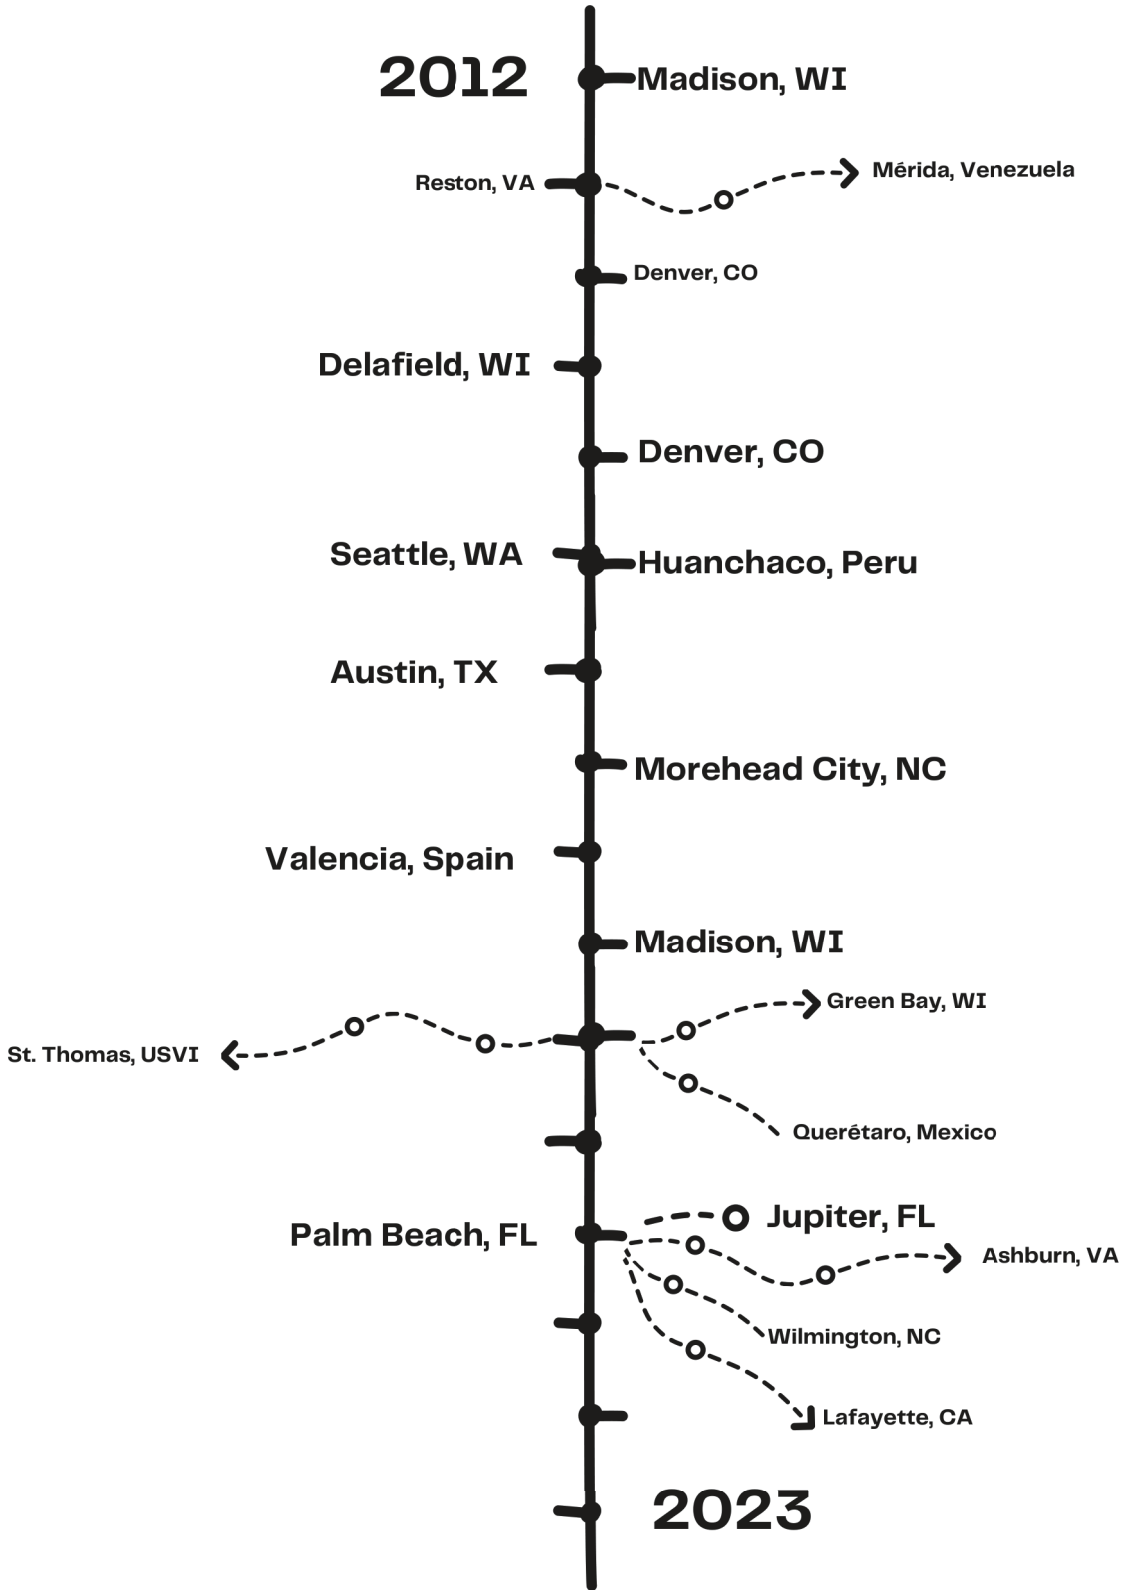 2012
Madison, WI
Reston, VA
Mérida, Venezuela
Denver, CO
Delafield, WI
Denver, CO
Seattle, WA
Huanchaco, Peru
Austin, TX
Morehead City, NC
Valencia, Spain
Madison, WI
Green Bay, WI
St. Thomas, USVI
Querétaro, Mexico
Jupiter, FL
Palm Beach, FL
Ashburn, VA
Wilmington, NC
Lafayette, CA
2023